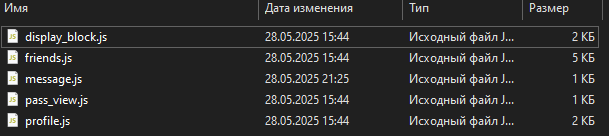 Имя Дата изменения Тип Размер
display_block.js 28.05.2025 15:44 Исходный файл J... 2 КБ
friends.js 28.05.2025 15:44 Исходный файл J... 5 КБ
message.js 28.05.2025 21:25 Исходный файл J... 1 КБ
pass_view.js 28.05.2025 15:44 Исходный файл J... 1 КБ
profile.js 28.05.2025 15:44 Исходный файл J... 2 КБ